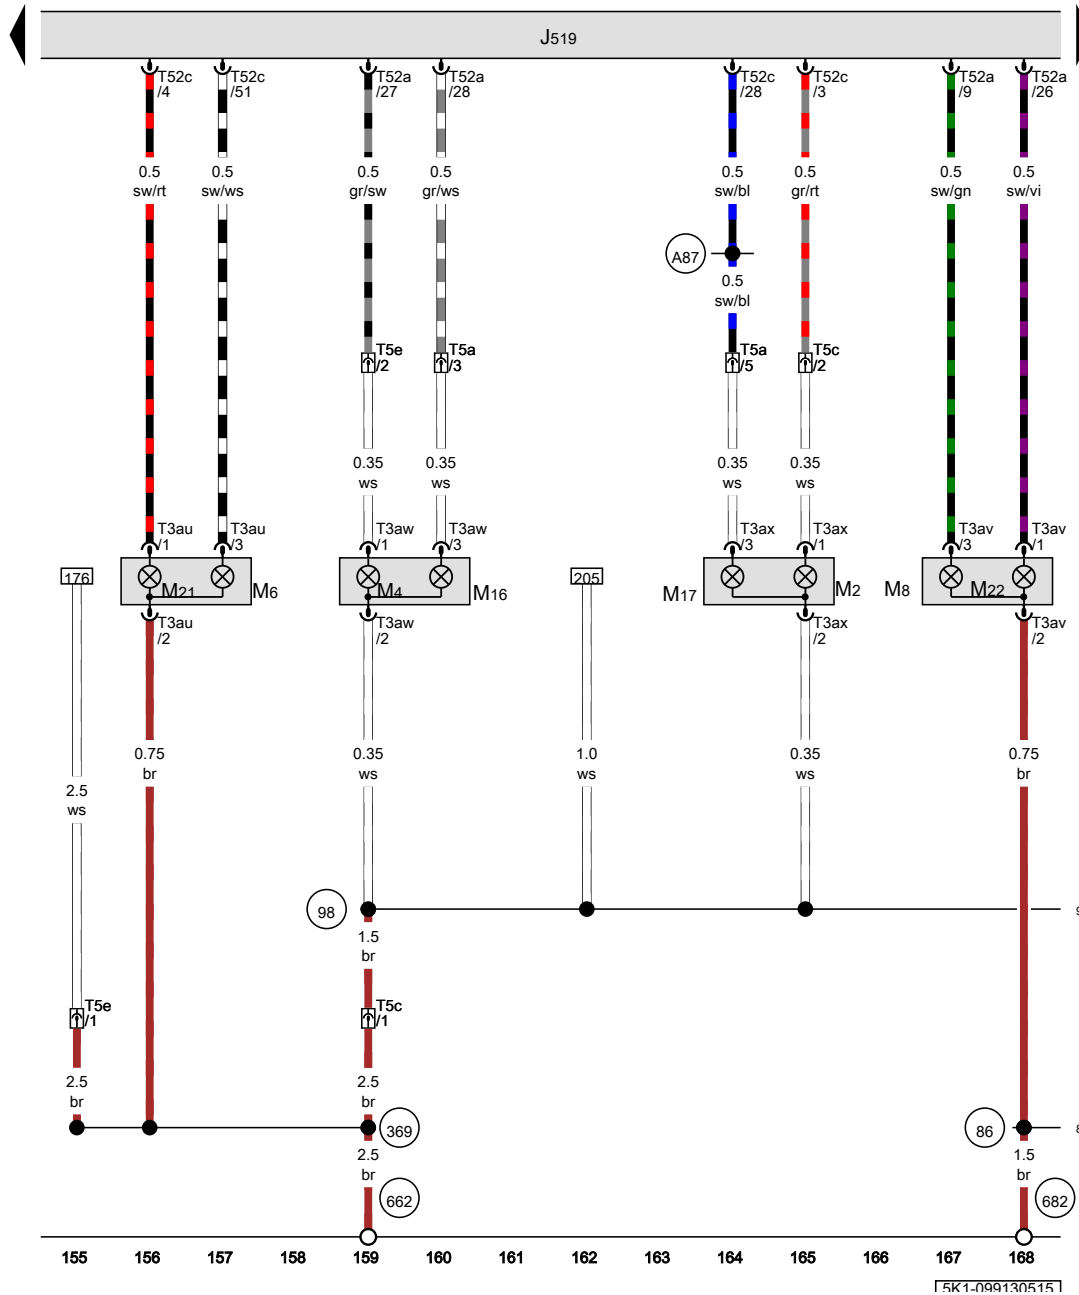 J519
T52c
/4
T52c
/51
T52a
/27
T52a
/28
T52c
/28
T52c
/3
T52a
/9
T52a
/26
0.5
sw/rt
0.5
sw/ws
0.5
gr/sw
0.5
gr/ws
0.5
sw/bl
0.5
gr/rt
0.5
sw/gn
0.5
sw/vi
A87
0.5
sw/bl
T5e
/2
T5a
/3
T5a
/5
T5c
/2
0.35
ws
0.35
ws
0.35
ws
0.35
ws
T3au
/1
T3au
/3
T3aw
/1
T3aw
/3
T3ax
/3
T3ax
/1
T3av
/3
T3av
/1
176
M21
M6
M4
M16
205
M17
M2
M8
M22
T3au
/2
T3aw
/2
T3ax
/2
T3av
/2
2.5
ws
0.75
br
0.35
ws
1.0
ws
0.35
ws
0.75
br
98
1.5
br
T5e
/1
T5c
/1
2.5
br
2.5
br
369
86
2.5
br
1.5
br
662
682
155 156 157 158 159 160 161 162 163 164 165 166 167 168
5K1-099130515